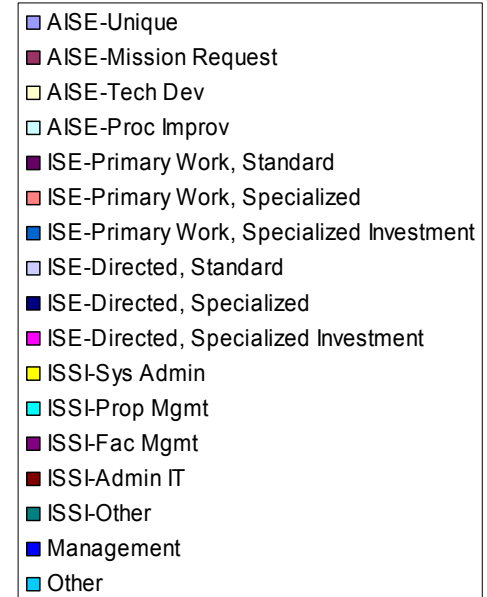 AISE-Unique
AISE-Mission Request
AISE-Tech Dev
AISE-Proc Improv
ISE-Primary Work, Standard
ISE-Primary Work, Specialized
ISE-Primary Work, Specialized Investment
ISE-Directed, Standard
ISE-Directed, Specialized
ISE-Directed, Specialized Investment
ISSI-Sys Admin
ISSI-Prop Mgmt
ISSI-Fac Mgmt
ISSI-Admin IT
ISSI-Other
Management
Other